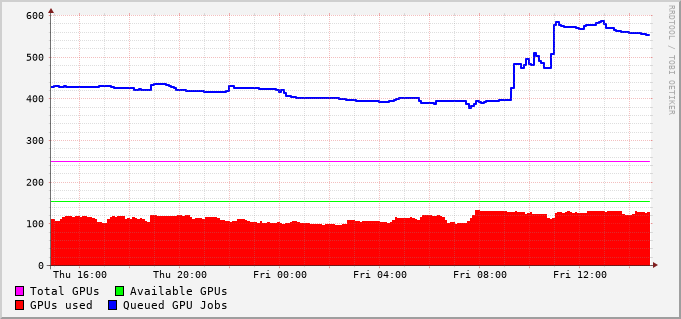 600
500
400
300
200
100
0
Thu 16:00 Thu 20:00 Fri 00:00 Fri 04:00 Fri 08:00 Fri 12:00
Total GPUs Available GPUs
GPUs used Queued GPU Jobs
RRDTOOL / TOBI OETIKER